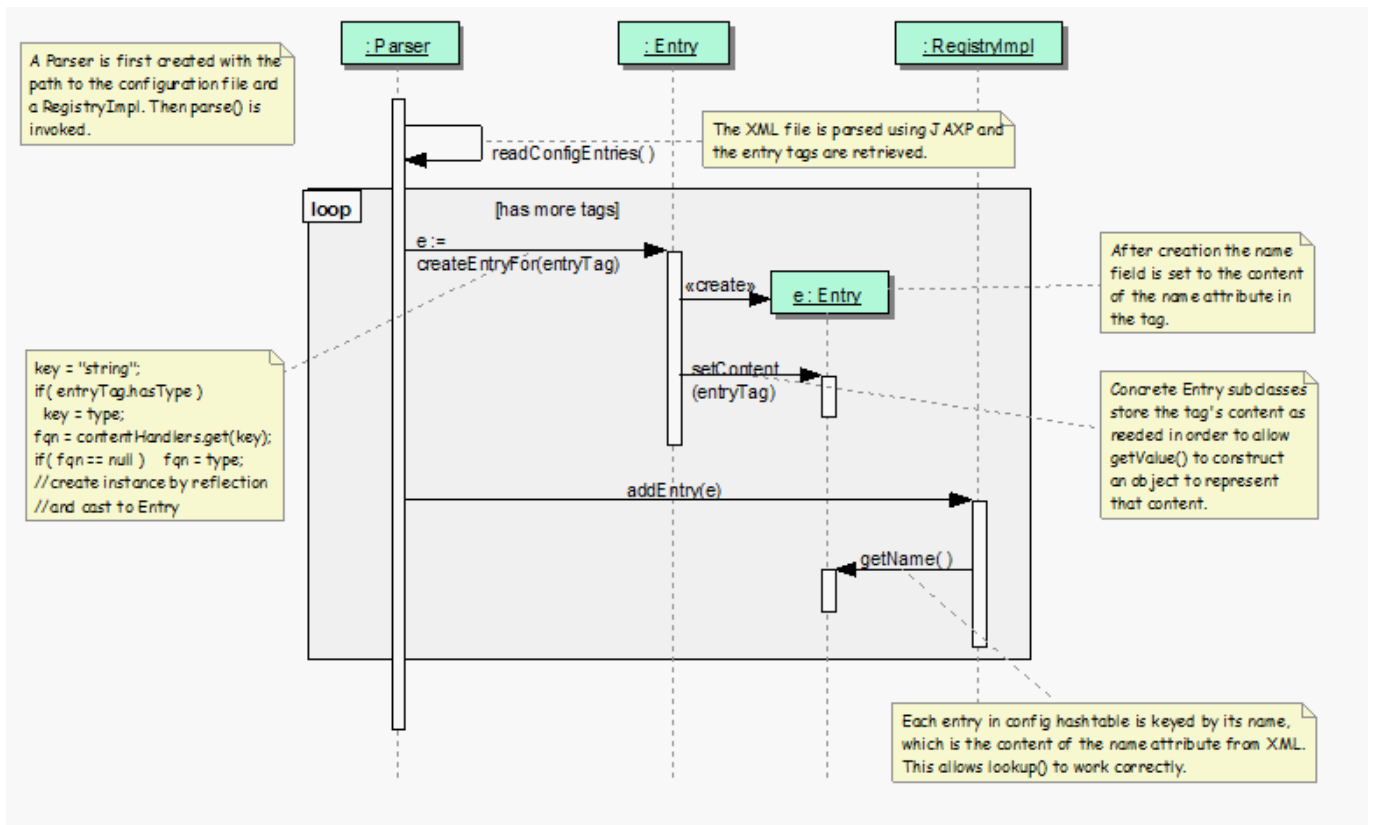 : Parser
: Entry
: RegistryImpl
A Parser is first created with the
path to the configuration file and
a RegistryImpl. Then parse() is
invoked.
The XML file is parsed using JAXP and
the entry tags are retrieved.
readConfigEntries( )
loop
[has more tags]
e :=
createEntryFor(entryTag)
«create»
e : Entry
After creation the name
field is set to the content
of the name attribute in
the tag.
key = "string";
if( entryTag.hasType )
key = type;
fqn = contentHandlers.get(key);
if( fqn == null ) fqn = type;
//create instance by reflection
//and cast to Entry
setContent
(entryTag)
Concrete Entry subclasses
store the tag's content as
needed in order to allow
getValue() to construct
an object to represent
that content.
addEntry(e)
getName( )
Each entry in config hashtable is keyed by its name,
which is the content of the name attribute from XML.
This allows lookup() to work correctly.